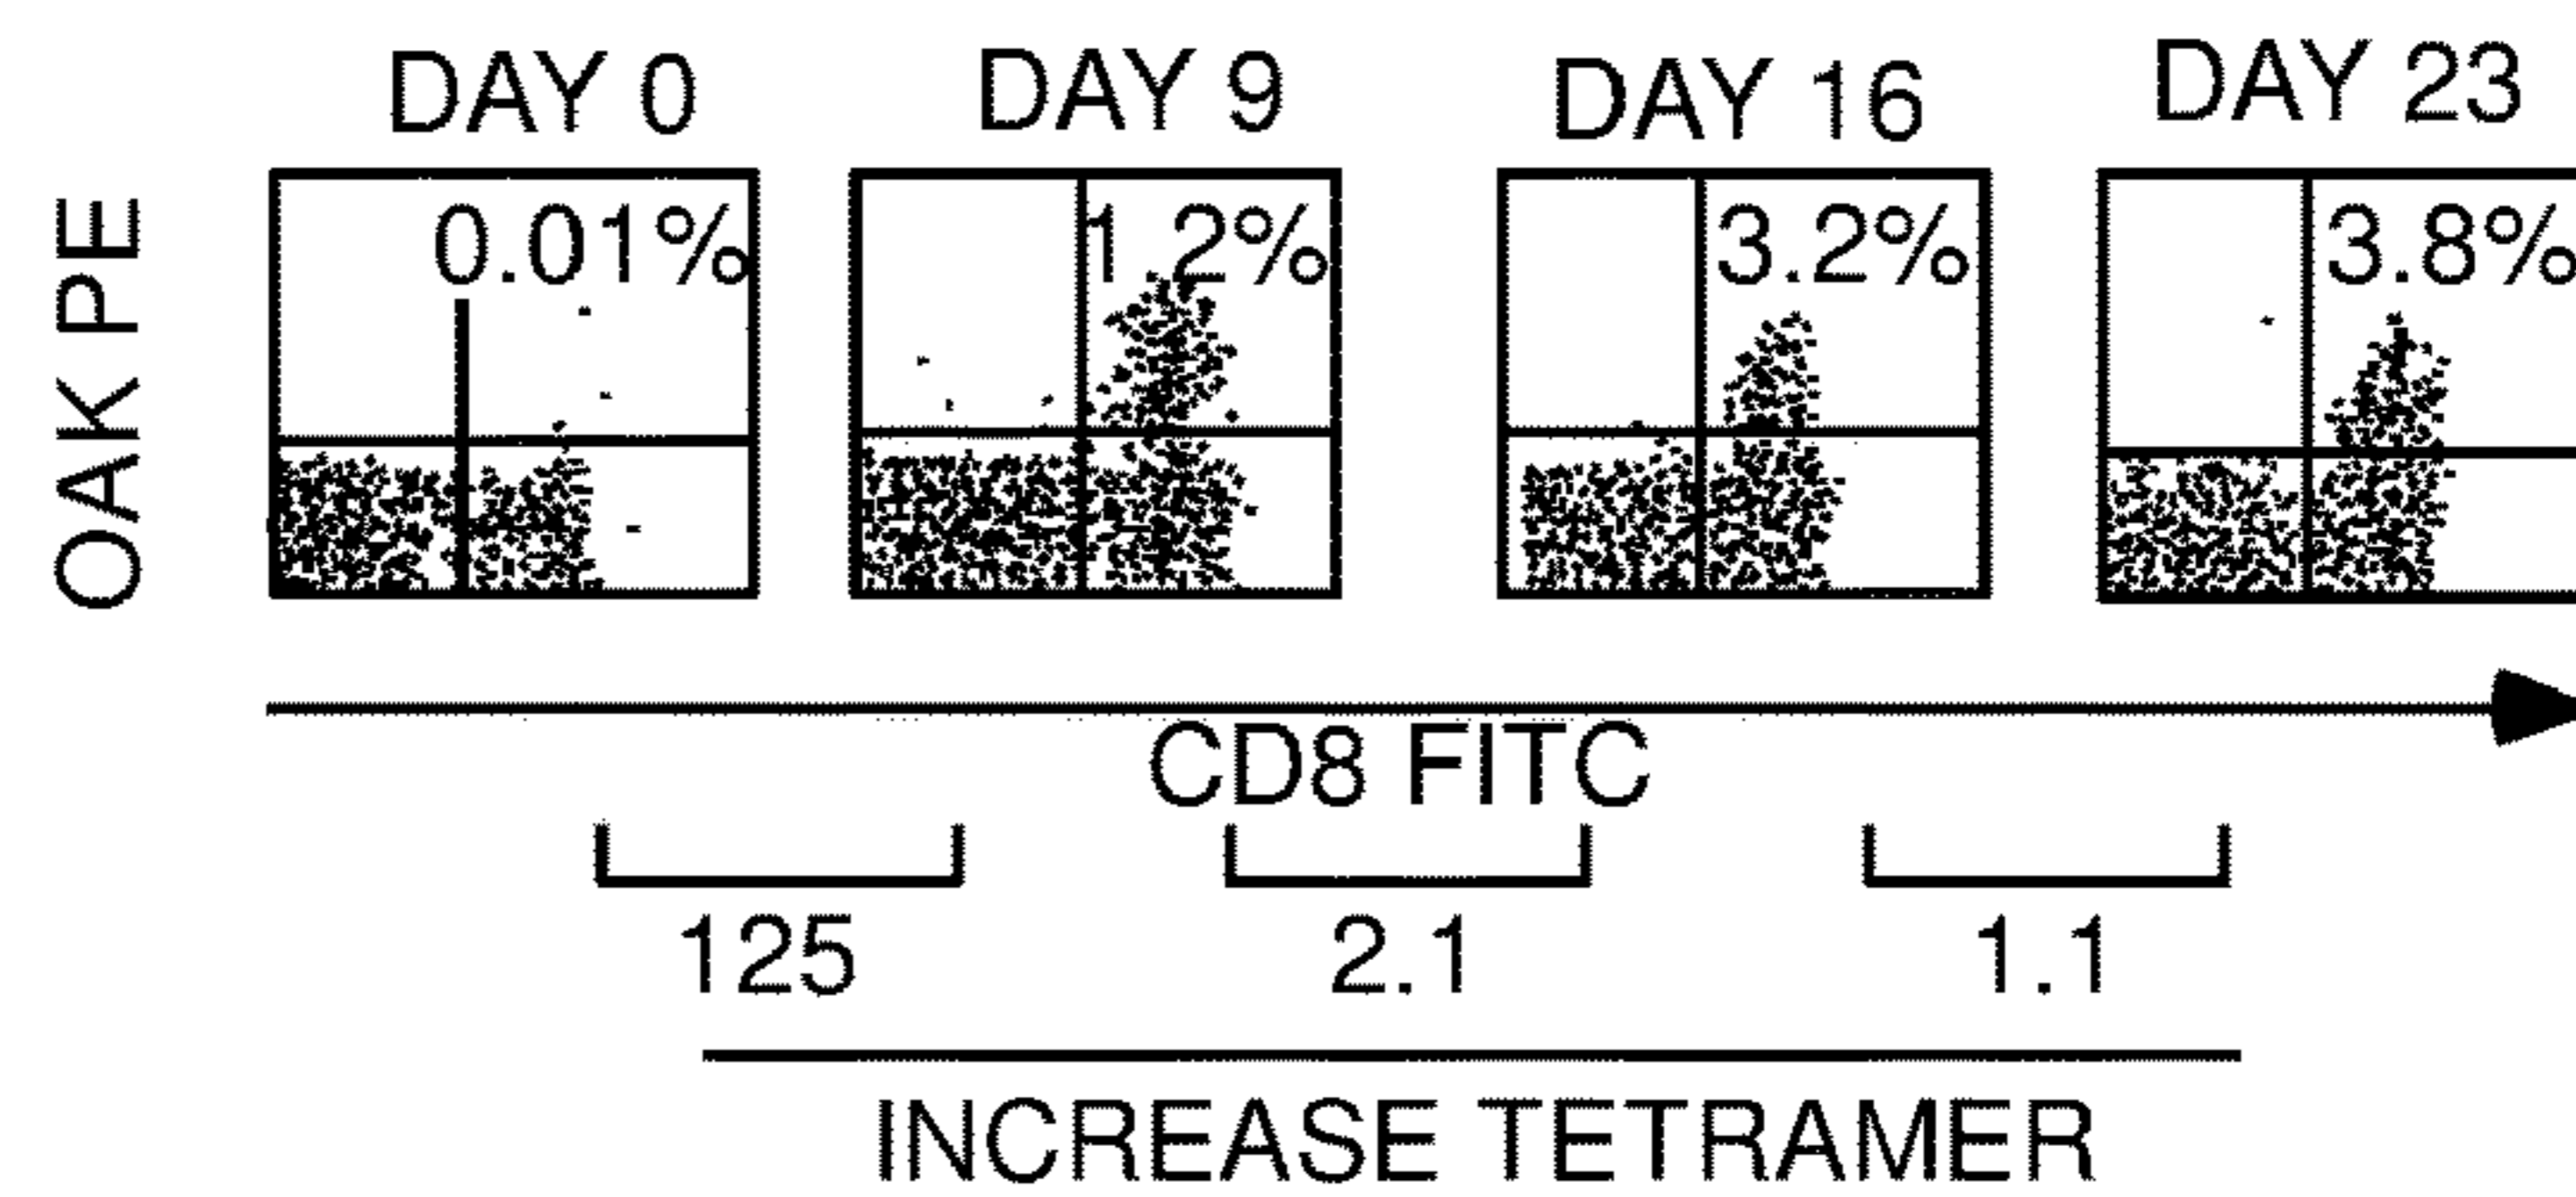 DAY 0 DAY 9 DAY 16 DAY 23
OAK PE
0.01% 1.2% 3.2% 3.8%
CD8 FITC
125 2.1 1.1
INCREASE TETRAMER